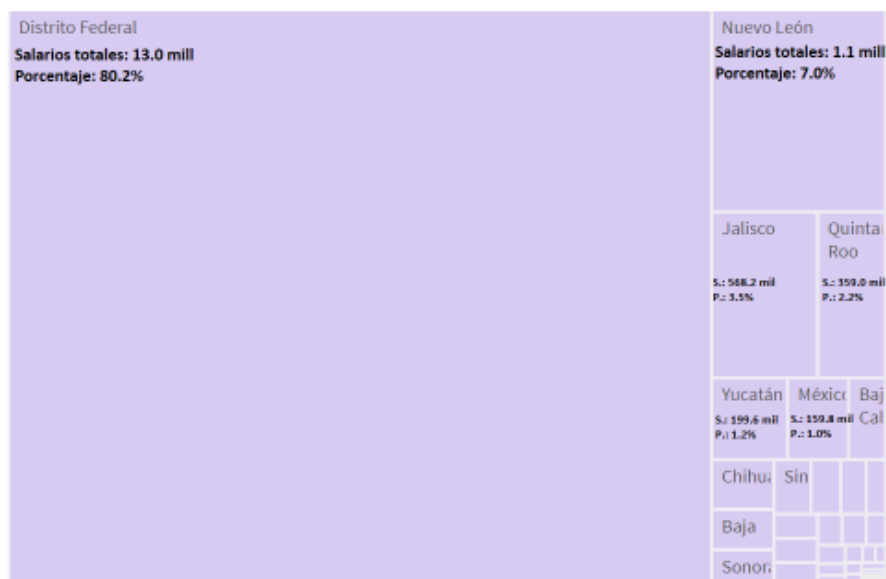 Distrito Federal
Salarios totales: 13.0 mill
Porcentaje: 80.2%
Nuevo León
Salarios totales: 1.1 mill
Porcentaje: 7.0%
Jalisco
S.: 568.2 mil
P.: 3.5%
Quinta
Roo
S.: 359.0 mil
P.: 2.2%
Yucatán
S.: 199.6 mil
P.: 1.2%
Méxic
S.: 159.8 mil
P.: 1.0%
Baj
Cal
Chihu
Sin
Baja
Sonor